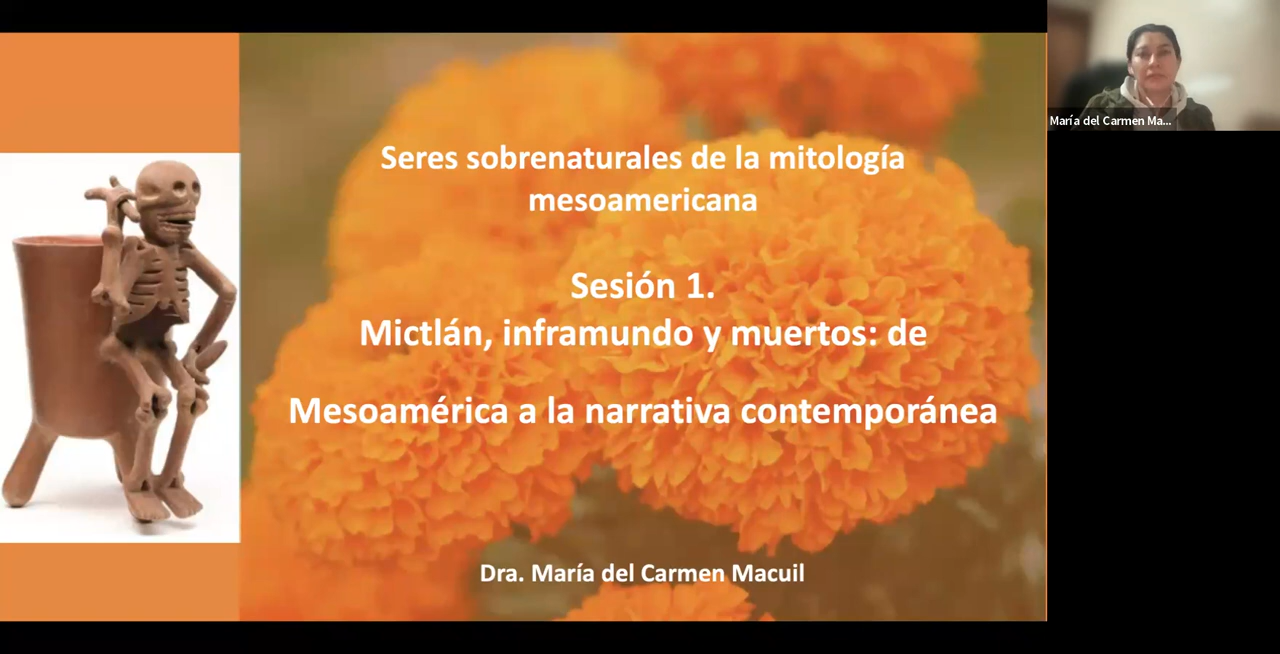 Seres sobrenaturales de la mitología
mesoamericana
Sesión 1.
Mictlán, inframundo y muertos: de
Mesoamérica a la narrativa contemporánea
Dra. María del Carmen Macuil
María del Carmen Ma...